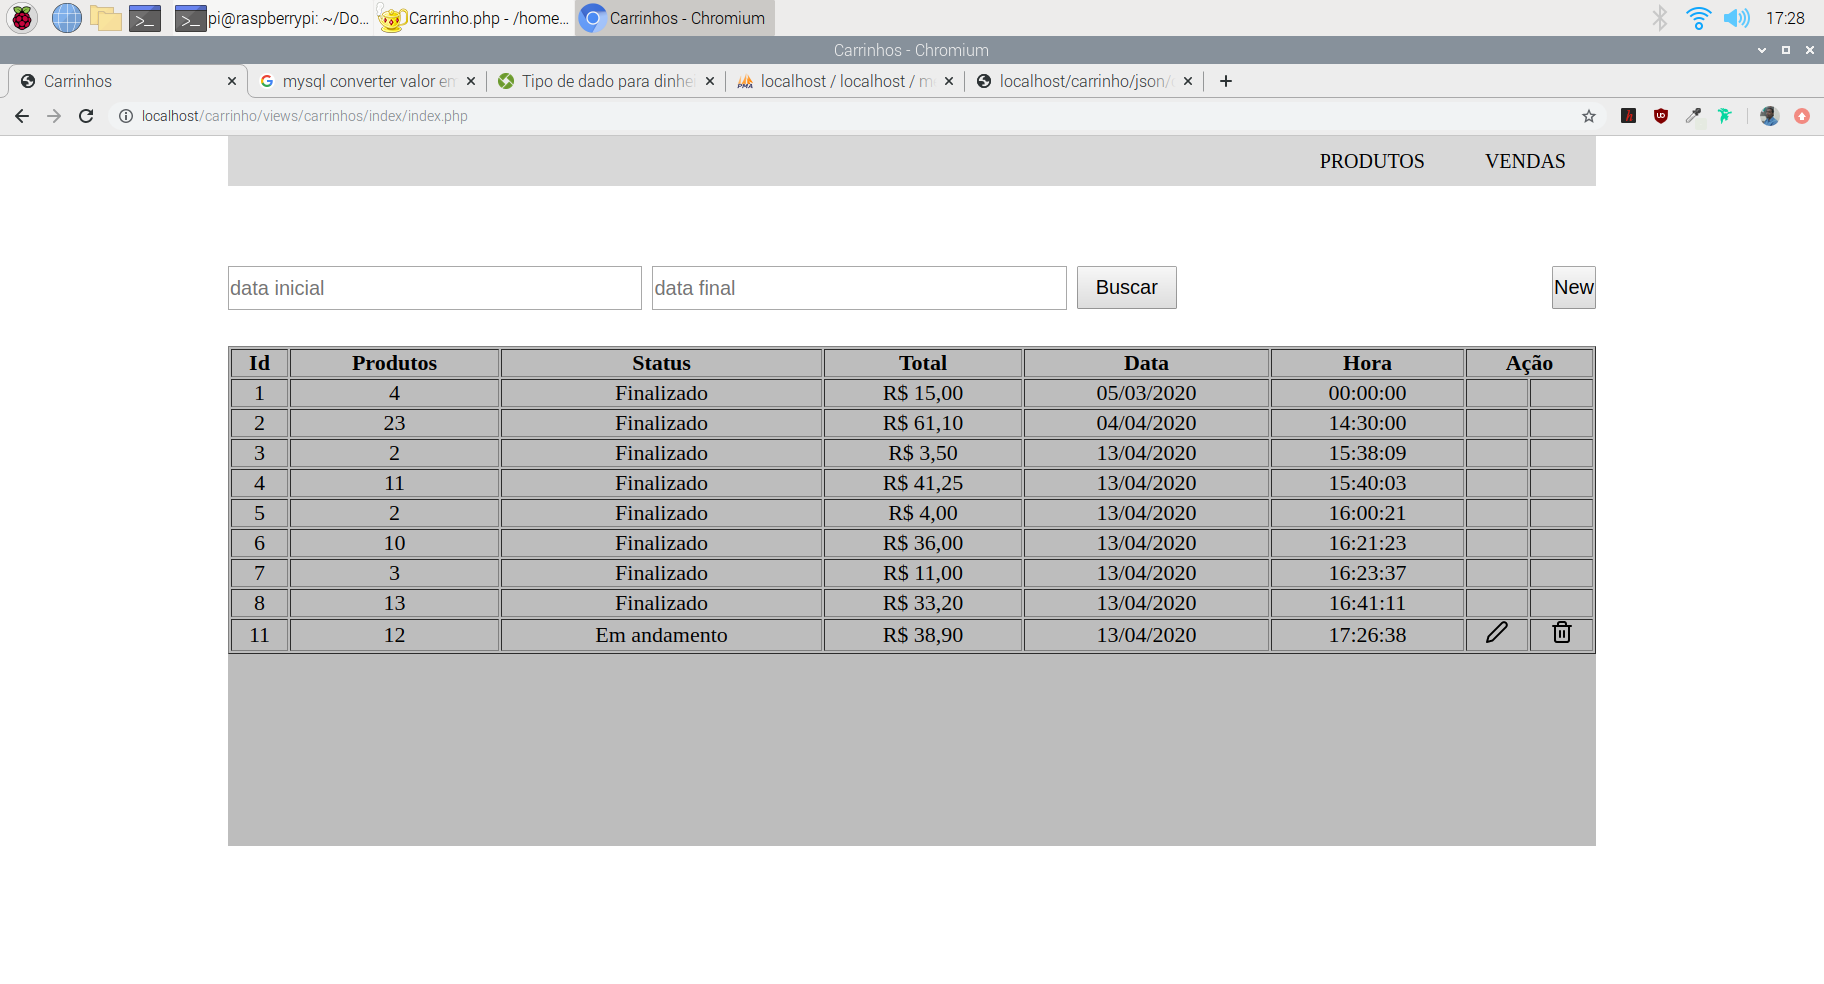 pi@raspberrypi: ~/Do... Carrinho.php - /home... Carrinhos - Chromium 17:28
Carrinhos - Chromium
Carrinhos mysql converter valor em Tipo de dado para dinhei localhost / localhost / m localhost/carrinho/json/
localhost/carrinho/views/carrinhos/index/index.php
PRODUTOS VENDAS
data inicial data final Buscar New
Id Produtos Status Total Data Hora Ação
1 4 Finalizado R$ 15,00 05/03/2020 00:00:00
2 23 Finalizado R$ 61,10 04/04/2020 14:30:00
3 2 Finalizado R$ 3,50 13/04/2020 15:38:09
4 11 Finalizado R$ 41,25 13/04/2020 15:40:03
5 2 Finalizado R$ 4,00 13/04/2020 16:00:21
6 10 Finalizado R$ 36,00 13/04/2020 16:21:23
7 3 Finalizado R$ 11,00 13/04/2020 16:23:37
8 13 Finalizado R$ 33,20 13/04/2020 16:41:11
11 12 Em andamento R$ 38,90 13/04/2020 17:26:38